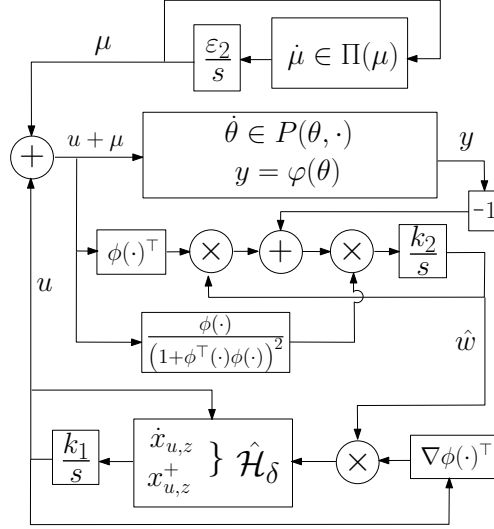 μ
ε₂/s
μ̇ ∈ Π(μ)
+
u + μ
θ̇ ∈ P(θ, ·)
y = φ(θ)
y
-1
ϕ(·)⊤
×
+
×
k₂/s
u
ϕ(·)/(1+ϕ⊤(·)ϕ(·))²
ŵ
k₁/s
ẋ_{u,z}
x⁺_{u,z}
} Ĥ_δ
×
∇ϕ(·)⊤